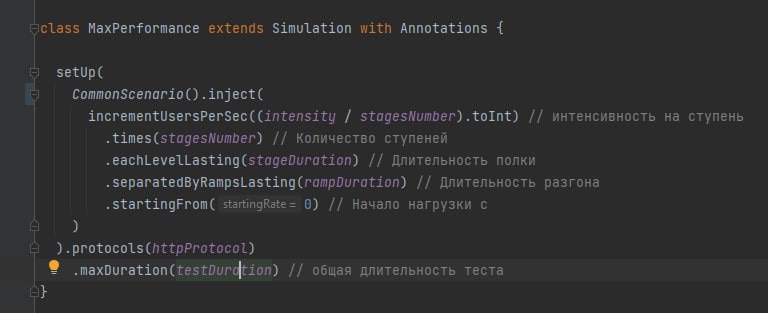 class MaxPerformance extends Simulation with Annotations {
setUp(
CommonScenario().inject(
incrementUsersPerSec((intensity / stagesNumber).toInt) // интенсивность на ступень
.times(stagesNumber) // Количество ступеней
.eachLevelLasting(stageDuration) // Длительность полки
.separatedByRampsLasting(rampDuration) // Длительность разгона
.startingFrom( startingRate = 0) // Начало нагрузки с
)
).protocols(httpProtocol)
.maxDuration(testDuration) // общая длительность теста
}